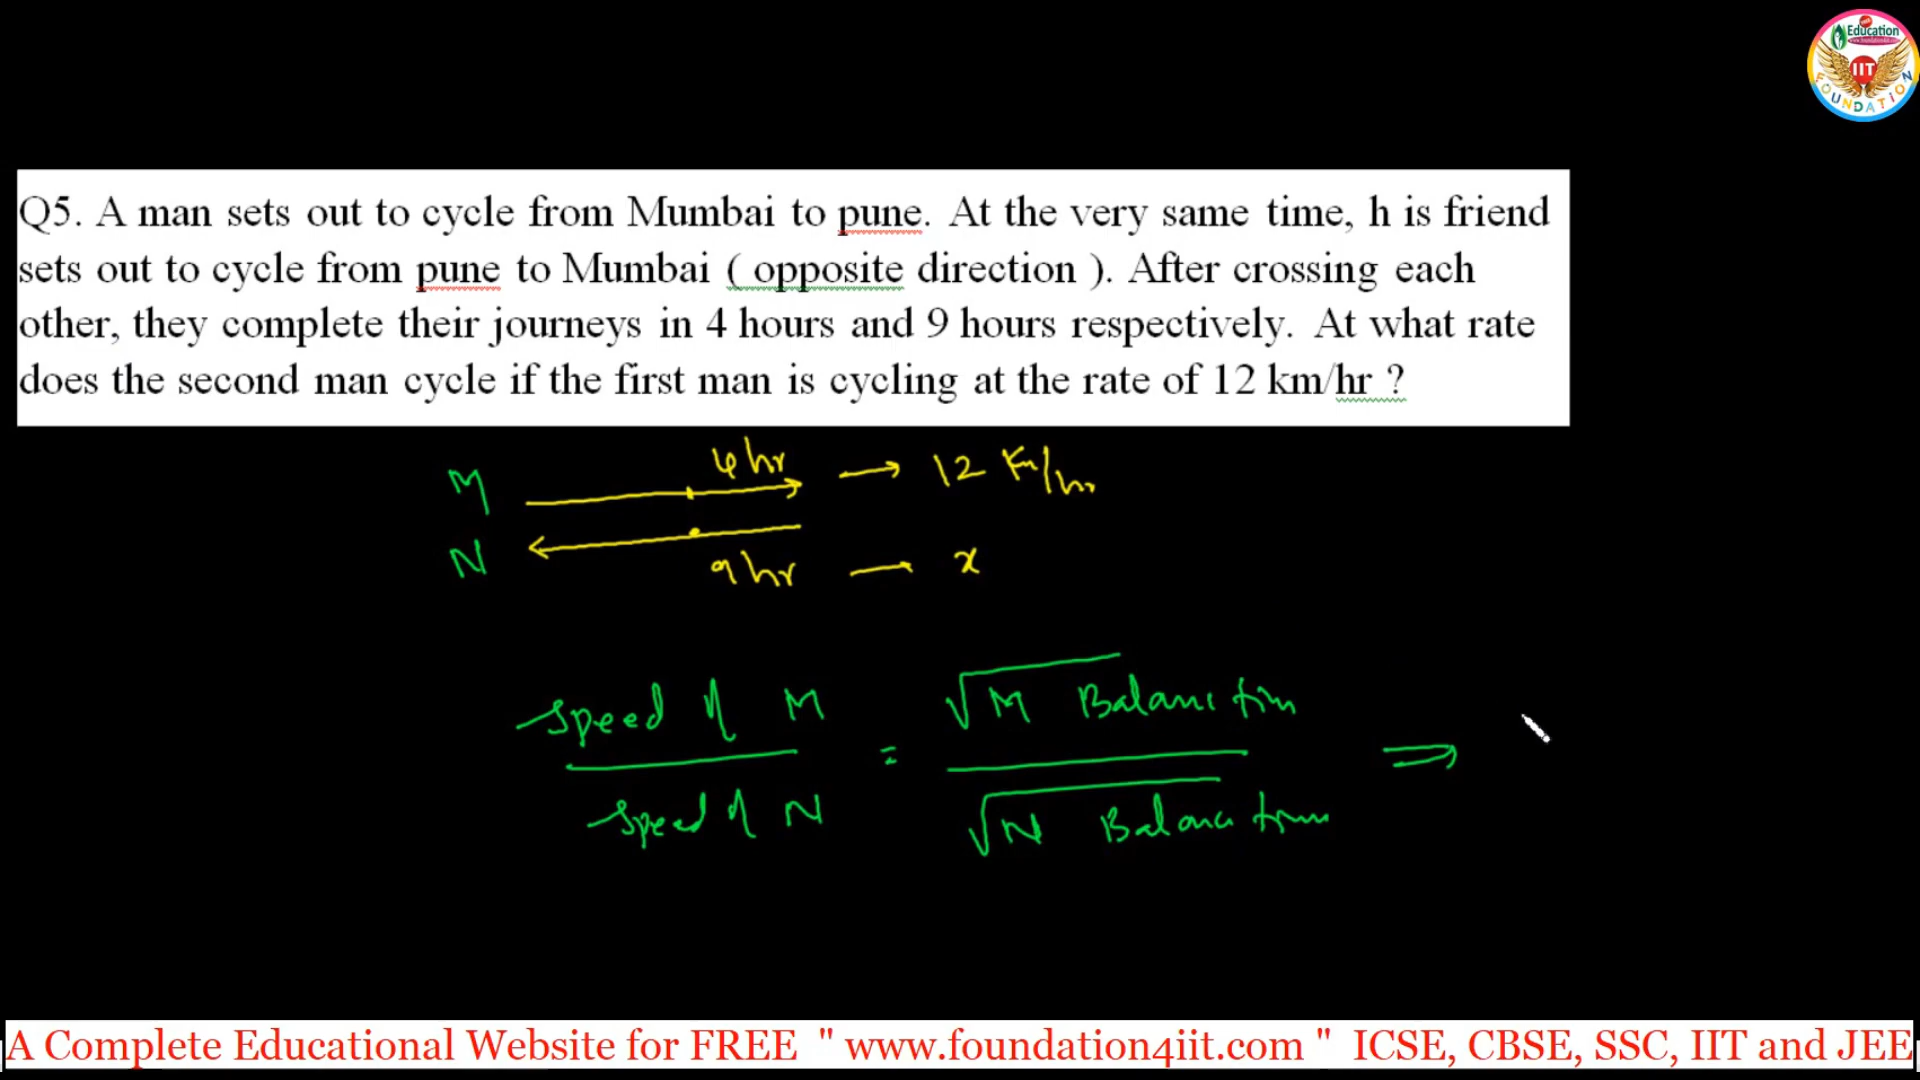 Education
IIT
FOUNDATION
Q5. A man sets out to cycle from Mumbai to pune. At the very same time, h is friend
sets out to cycle from pune to Mumbai ( opposite direction ). After crossing each
other, they complete their journeys in 4 hours and 9 hours respectively. At what rate
does the second man cycle if the first man is cycling at the rate of 12 km/hr ?
M 4 hr → 12 Km/hr
N 9 hr — x
speed of M = √M Balance
speed of N √N Balance ⇒
A Complete Educational Website for FREE " www.foundation4iit.com " ICSE, CBSE, SSC, IIT and JEE